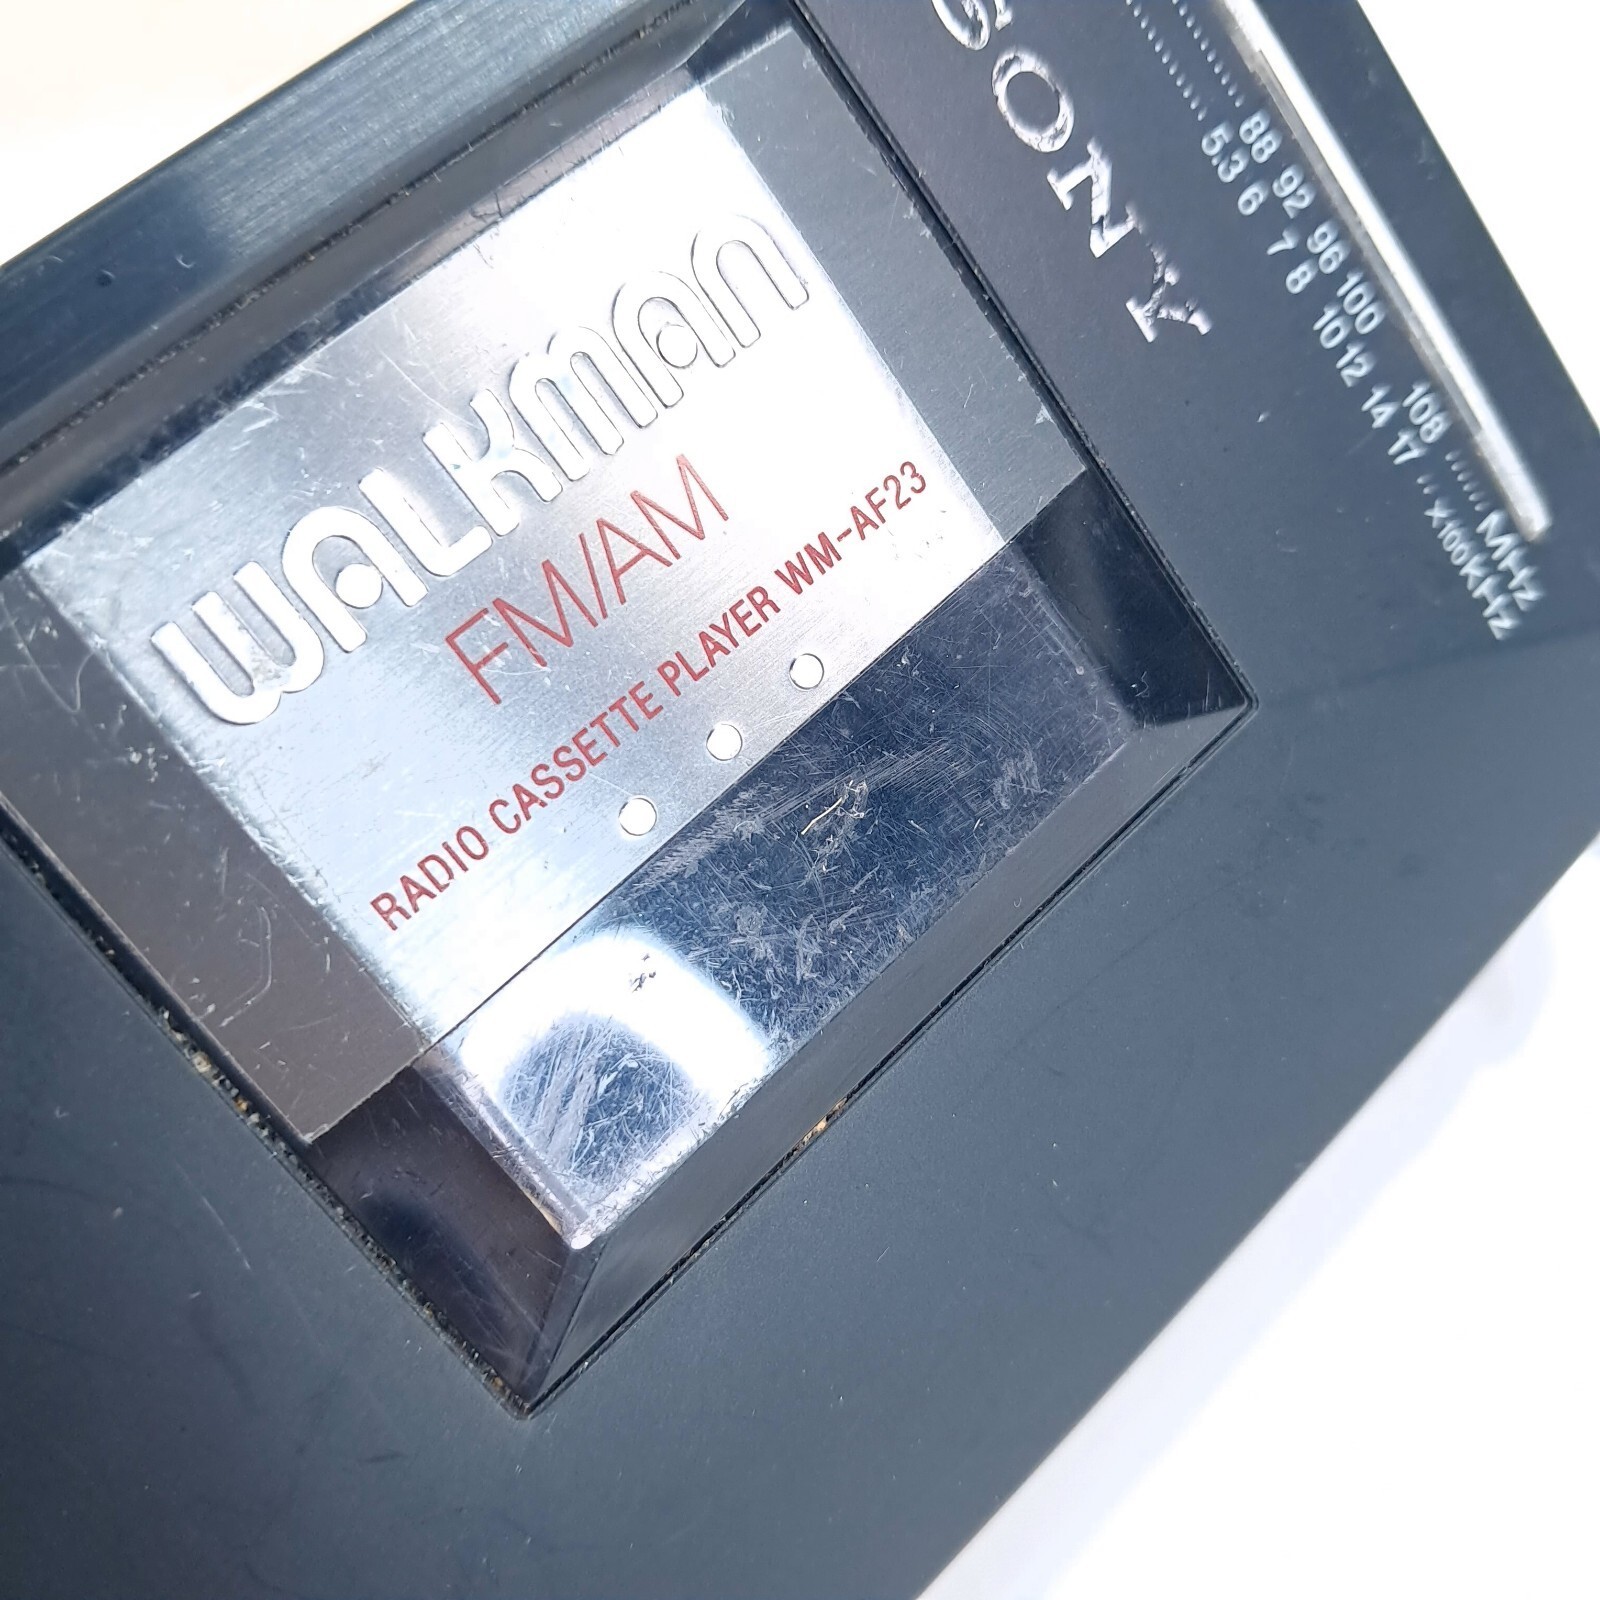 SONY
WALKMAN
FM/AM
RADIO CASSETTE PLAYER WM-AF23
88 92 96 100 108 MHz
5.3 6 7 8 10 12 14 17 X100KHz